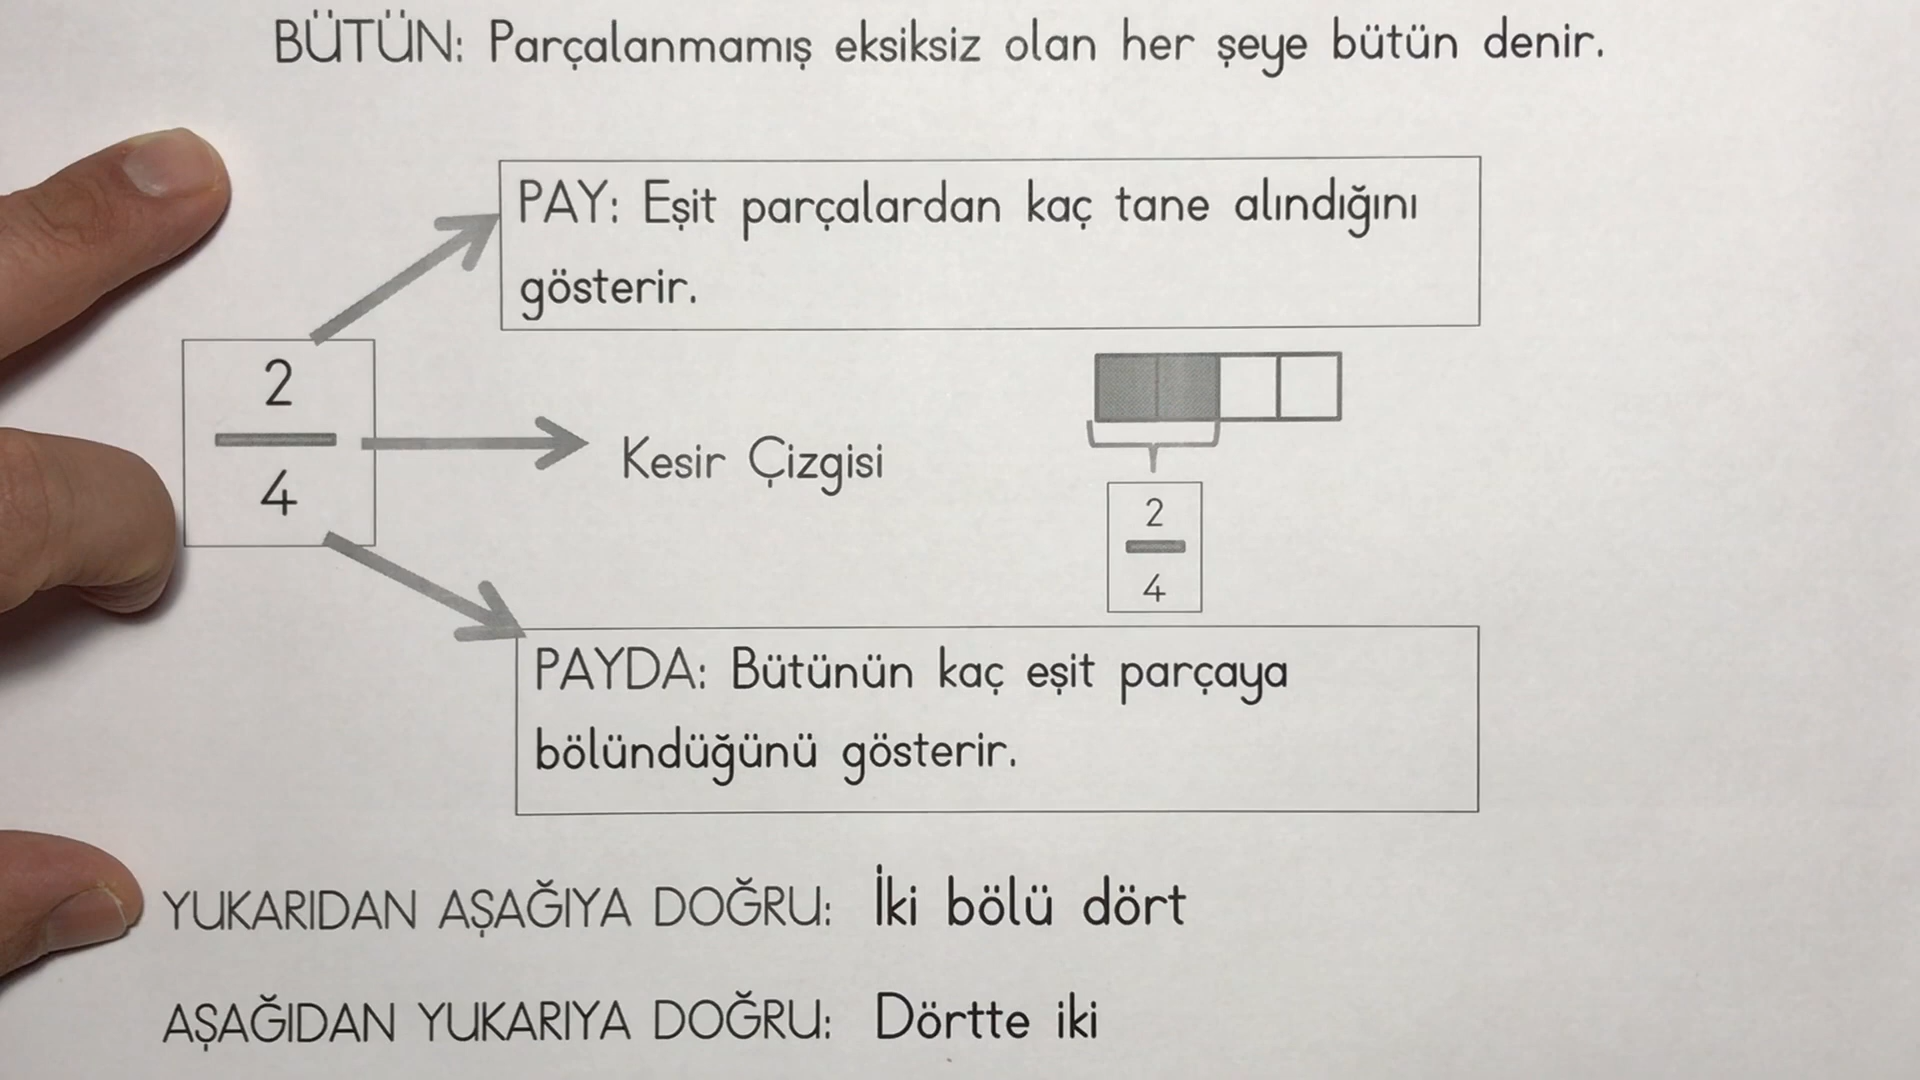 BÜTÜN: Parçalanmamış eksiksiz olan her şeye bütün denir.
PAY: Eşit parçalardan kaç tane alındığını
gösterir.
2
4
Kesir Çizgisi
2
4
PAYDA: Bütünün kaç eşit parçaya
bölündüğünü gösterir.
YUKARIDAN AŞAĞIYA DOĞRU: İki bölü dört
AŞAĞIDAN YUKARIYA DOĞRU: Dörtte iki